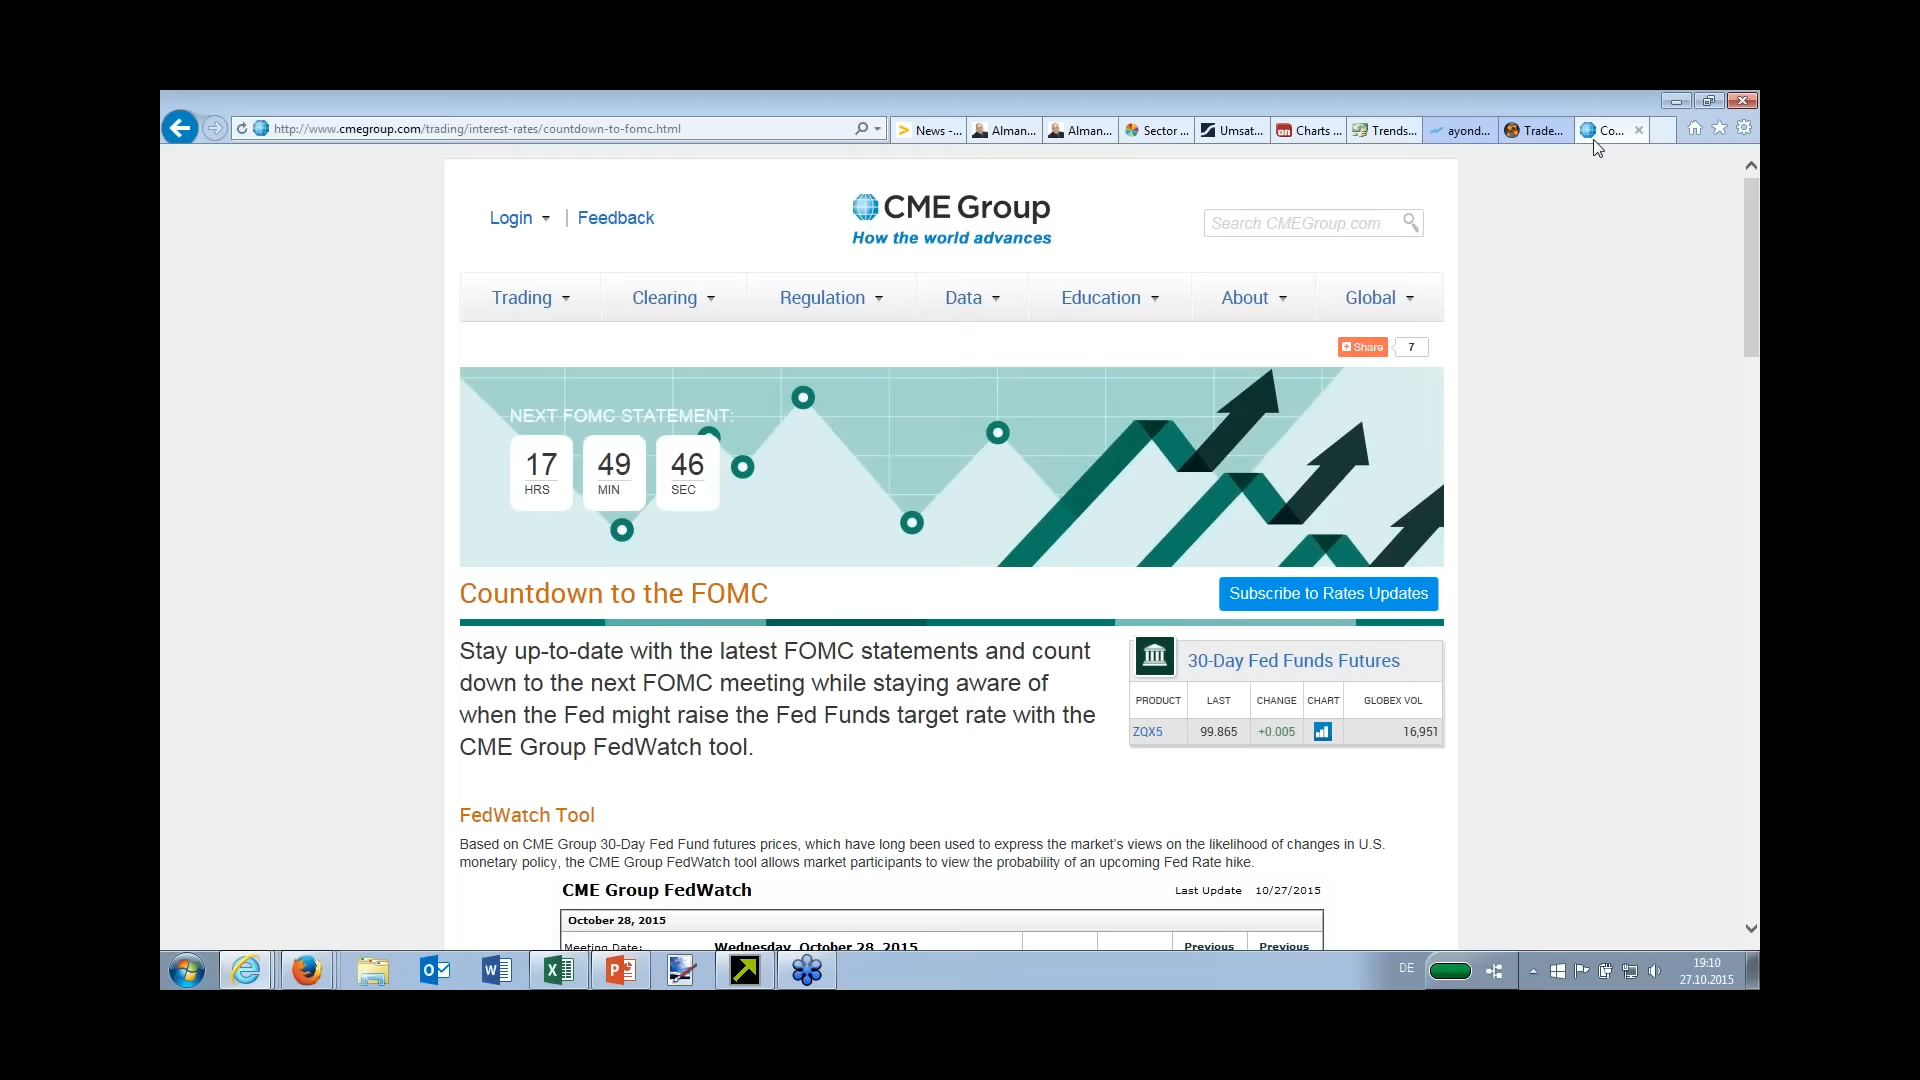 http://www.cmegroup.com/trading/interest-rates/countdown-to-fomc.html
News -...
Alman...
Alman...
Sector ...
Umsat...
Charts ...
Trends...
ayond...
Trade...
Co...
Login
Feedback
CME Group
How the world advances
Search CMEGroup.com
Trading
Clearing
Regulation
Data
Education
About
Global
Share
7
NEXT FOMC STATEMENT:
17 49 46
HRS MIN SEC
Countdown to the FOMC
Subscribe to Rates Updates
Stay up-to-date with the latest FOMC statements and count
down to the next FOMC meeting while staying aware of
when the Fed might raise the Fed Funds target rate with the
CME Group FedWatch tool.
30-Day Fed Funds Futures
PRODUCT LAST CHANGE CHART GLOBEX VOL
ZQX5 99.865 +0.005 16,951
FedWatch Tool
Based on CME Group 30-Day Fed Fund futures prices, which have long been used to express the market's views on the likelihood of changes in U.S.
monetary policy, the CME Group FedWatch tool allows market participants to view the probability of an upcoming Fed Rate hike.
CME Group FedWatch
Last Update 10/27/2015
October 28, 2015
Meeting Date: Wednesday, October 28, 2015 Previous Previous
DE
19:10
27.10.2015